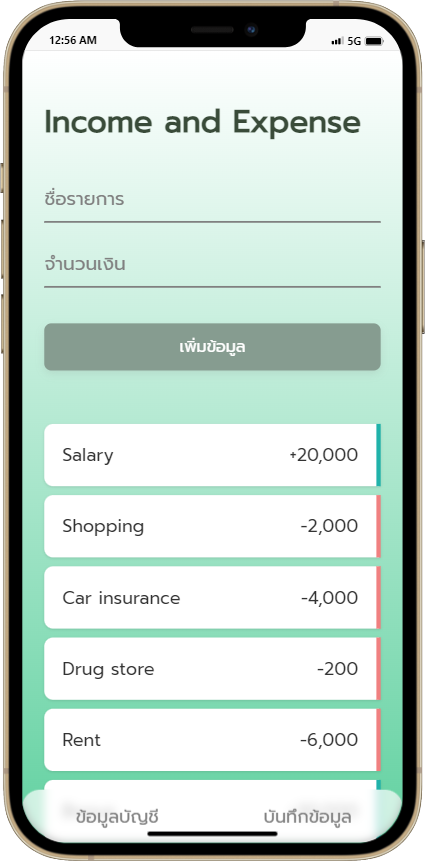 12:56 AM 5G
Income and Expense
ชื่อรายการ
จำนวนเงิน
เพิ่มข้อมูล
Salary +20,000
Shopping -2,000
Car insurance -4,000
Drug store -200
Rent -6,000
ข้อมูลบัญชี บันทึกข้อมูล